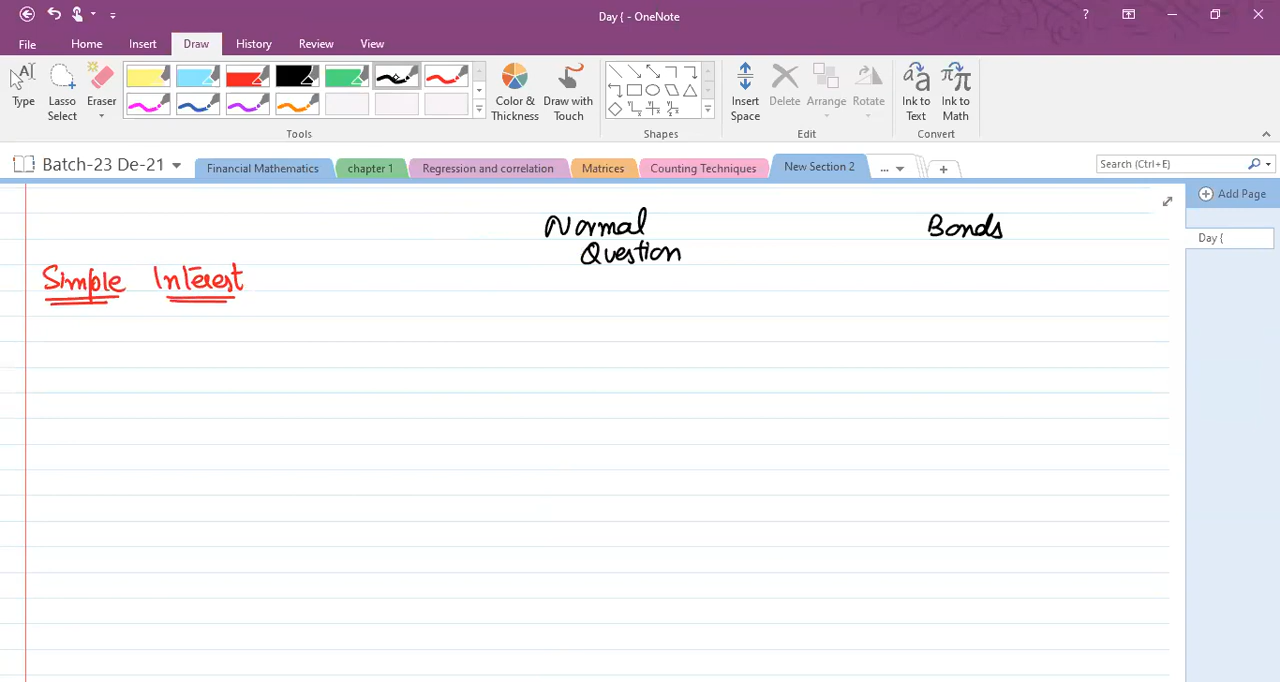 Day { - OneNote
?
File Home Insert Draw History Review View
Type
Lasso Select
Eraser
Color & Thickness
Draw with Touch
Insert Space
Delete
Arrange
Rotate
Ink to Text
Ink to Math
Tools
Shapes
Edit
Convert
Batch-23 De-21
Financial Mathematics
chapter 1
Regression and correlation
Matrices
Counting Techniques
New Section 2
...
Search (Ctrl+E)
Add Page
Day {
Normal
Question
Bonds
Simple Interest